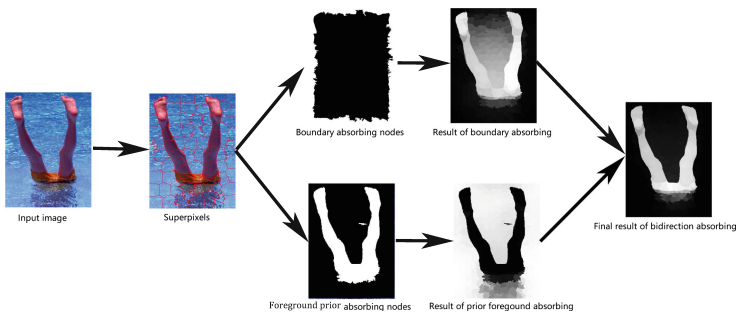 Boundary absorbing nodes
Result of boundary absorbing
Input image
Superpixels
Final result of bidirection absorbing
Foreground prior absorbing nodes
Result of prior foregound absorbing